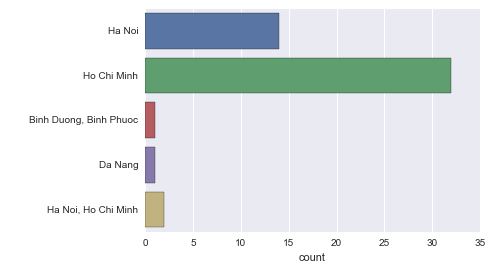 Ha Noi
Ho Chi Minh
Binh Duong, Binh Phuoc
Da Nang
Ha Noi, Ho Chi Minh
0 5 10 15 20 25 30 35
count